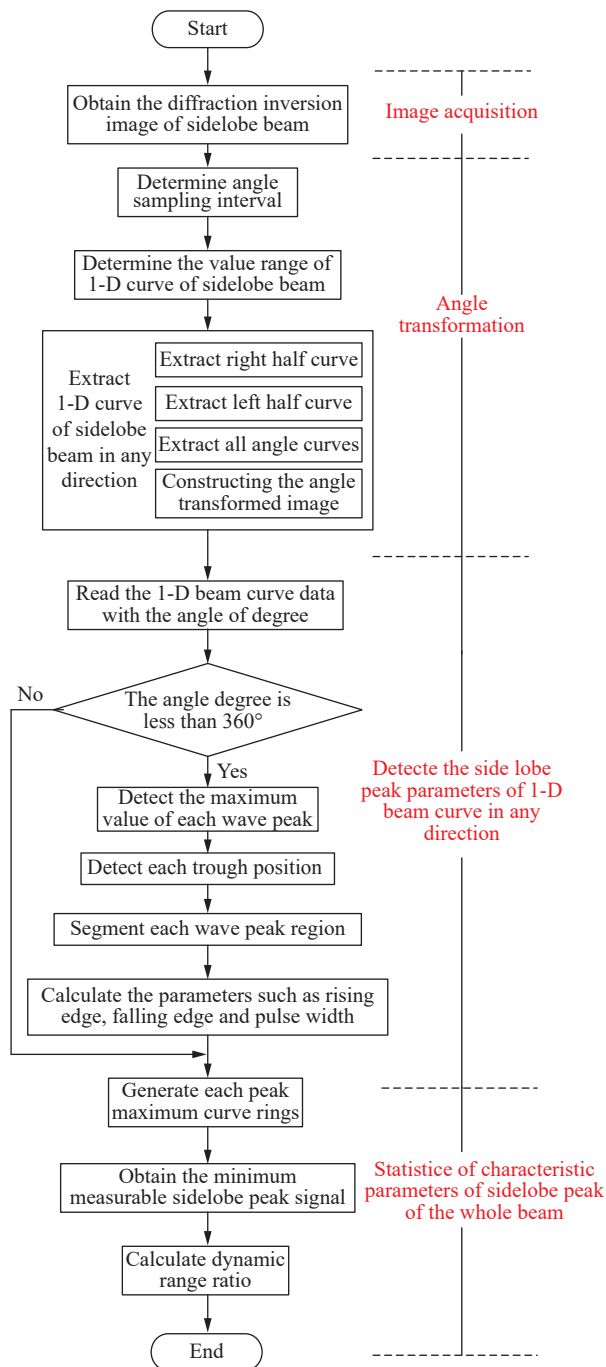 Start
Obtain the diffraction inversion
image of sidelobe beam
Image acquisition
Determine angle
sampling interval
Determine the value range of
1-D curve of sidelobe beam
Angle
transformation
Extract
1-D curve
of sidelobe
beam in any
direction
Extract right half curve
Extract left half curve
Extract all angle curves
Constructing the angle
transformed image
Read the 1-D beam curve data
with the angle of degree
No
The angle degree is
less than 360°
Yes
Detecte the side lobe
peak parameters of 1-D
beam curve in any
direction
Detect the maximum
value of each wave peak
Detect each trough position
Segment each wave peak region
Calculate the parameters such as rising
edge, falling edge and pulse width
Generate each peak
maximum curve rings
Obtain the minimum
measurable sidelobe peak signal
Statistice of characteristic
parameters of sidelobe peak
of the whole beam
Calculate dynamic
range ratio
End